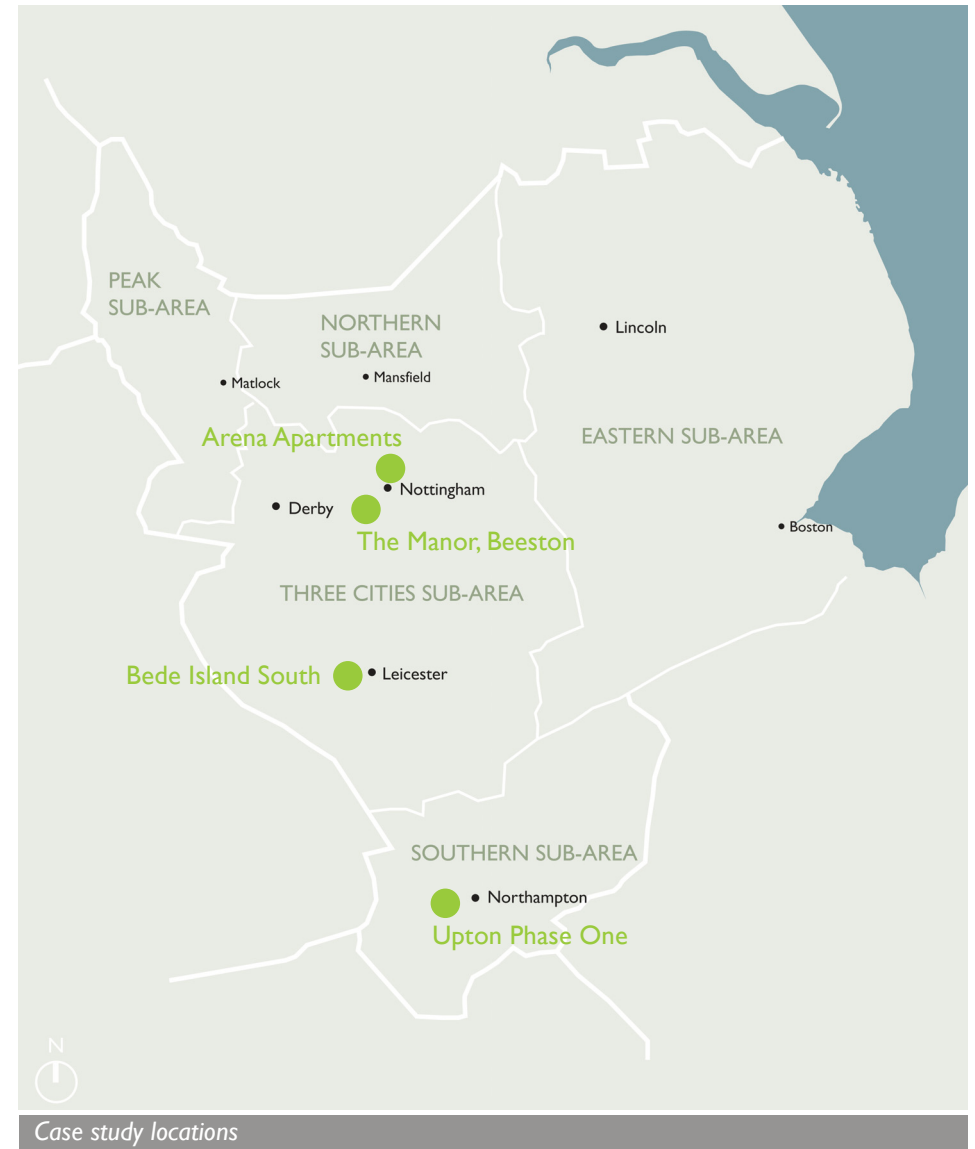 PEAK
SUB-AREA
NORTHERN
SUB-AREA
Lincoln
Matlock
Mansfield
Arena Apartments
EASTERN SUB-AREA
Nottingham
Derby
Boston
The Manor, Beeston
THREE CITIES SUB-AREA
Bede Island South
Leicester
SOUTHERN SUB-AREA
Northampton
Upton Phase One
N
Case study locations